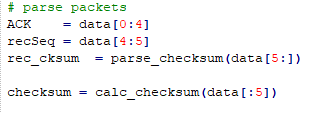 # parse packets
ACK    = data[0:4]
recSeq = data[4:5]
rec_cksum  = parse_checksum(data[5:])
checksum = calc_checksum(data[:5])